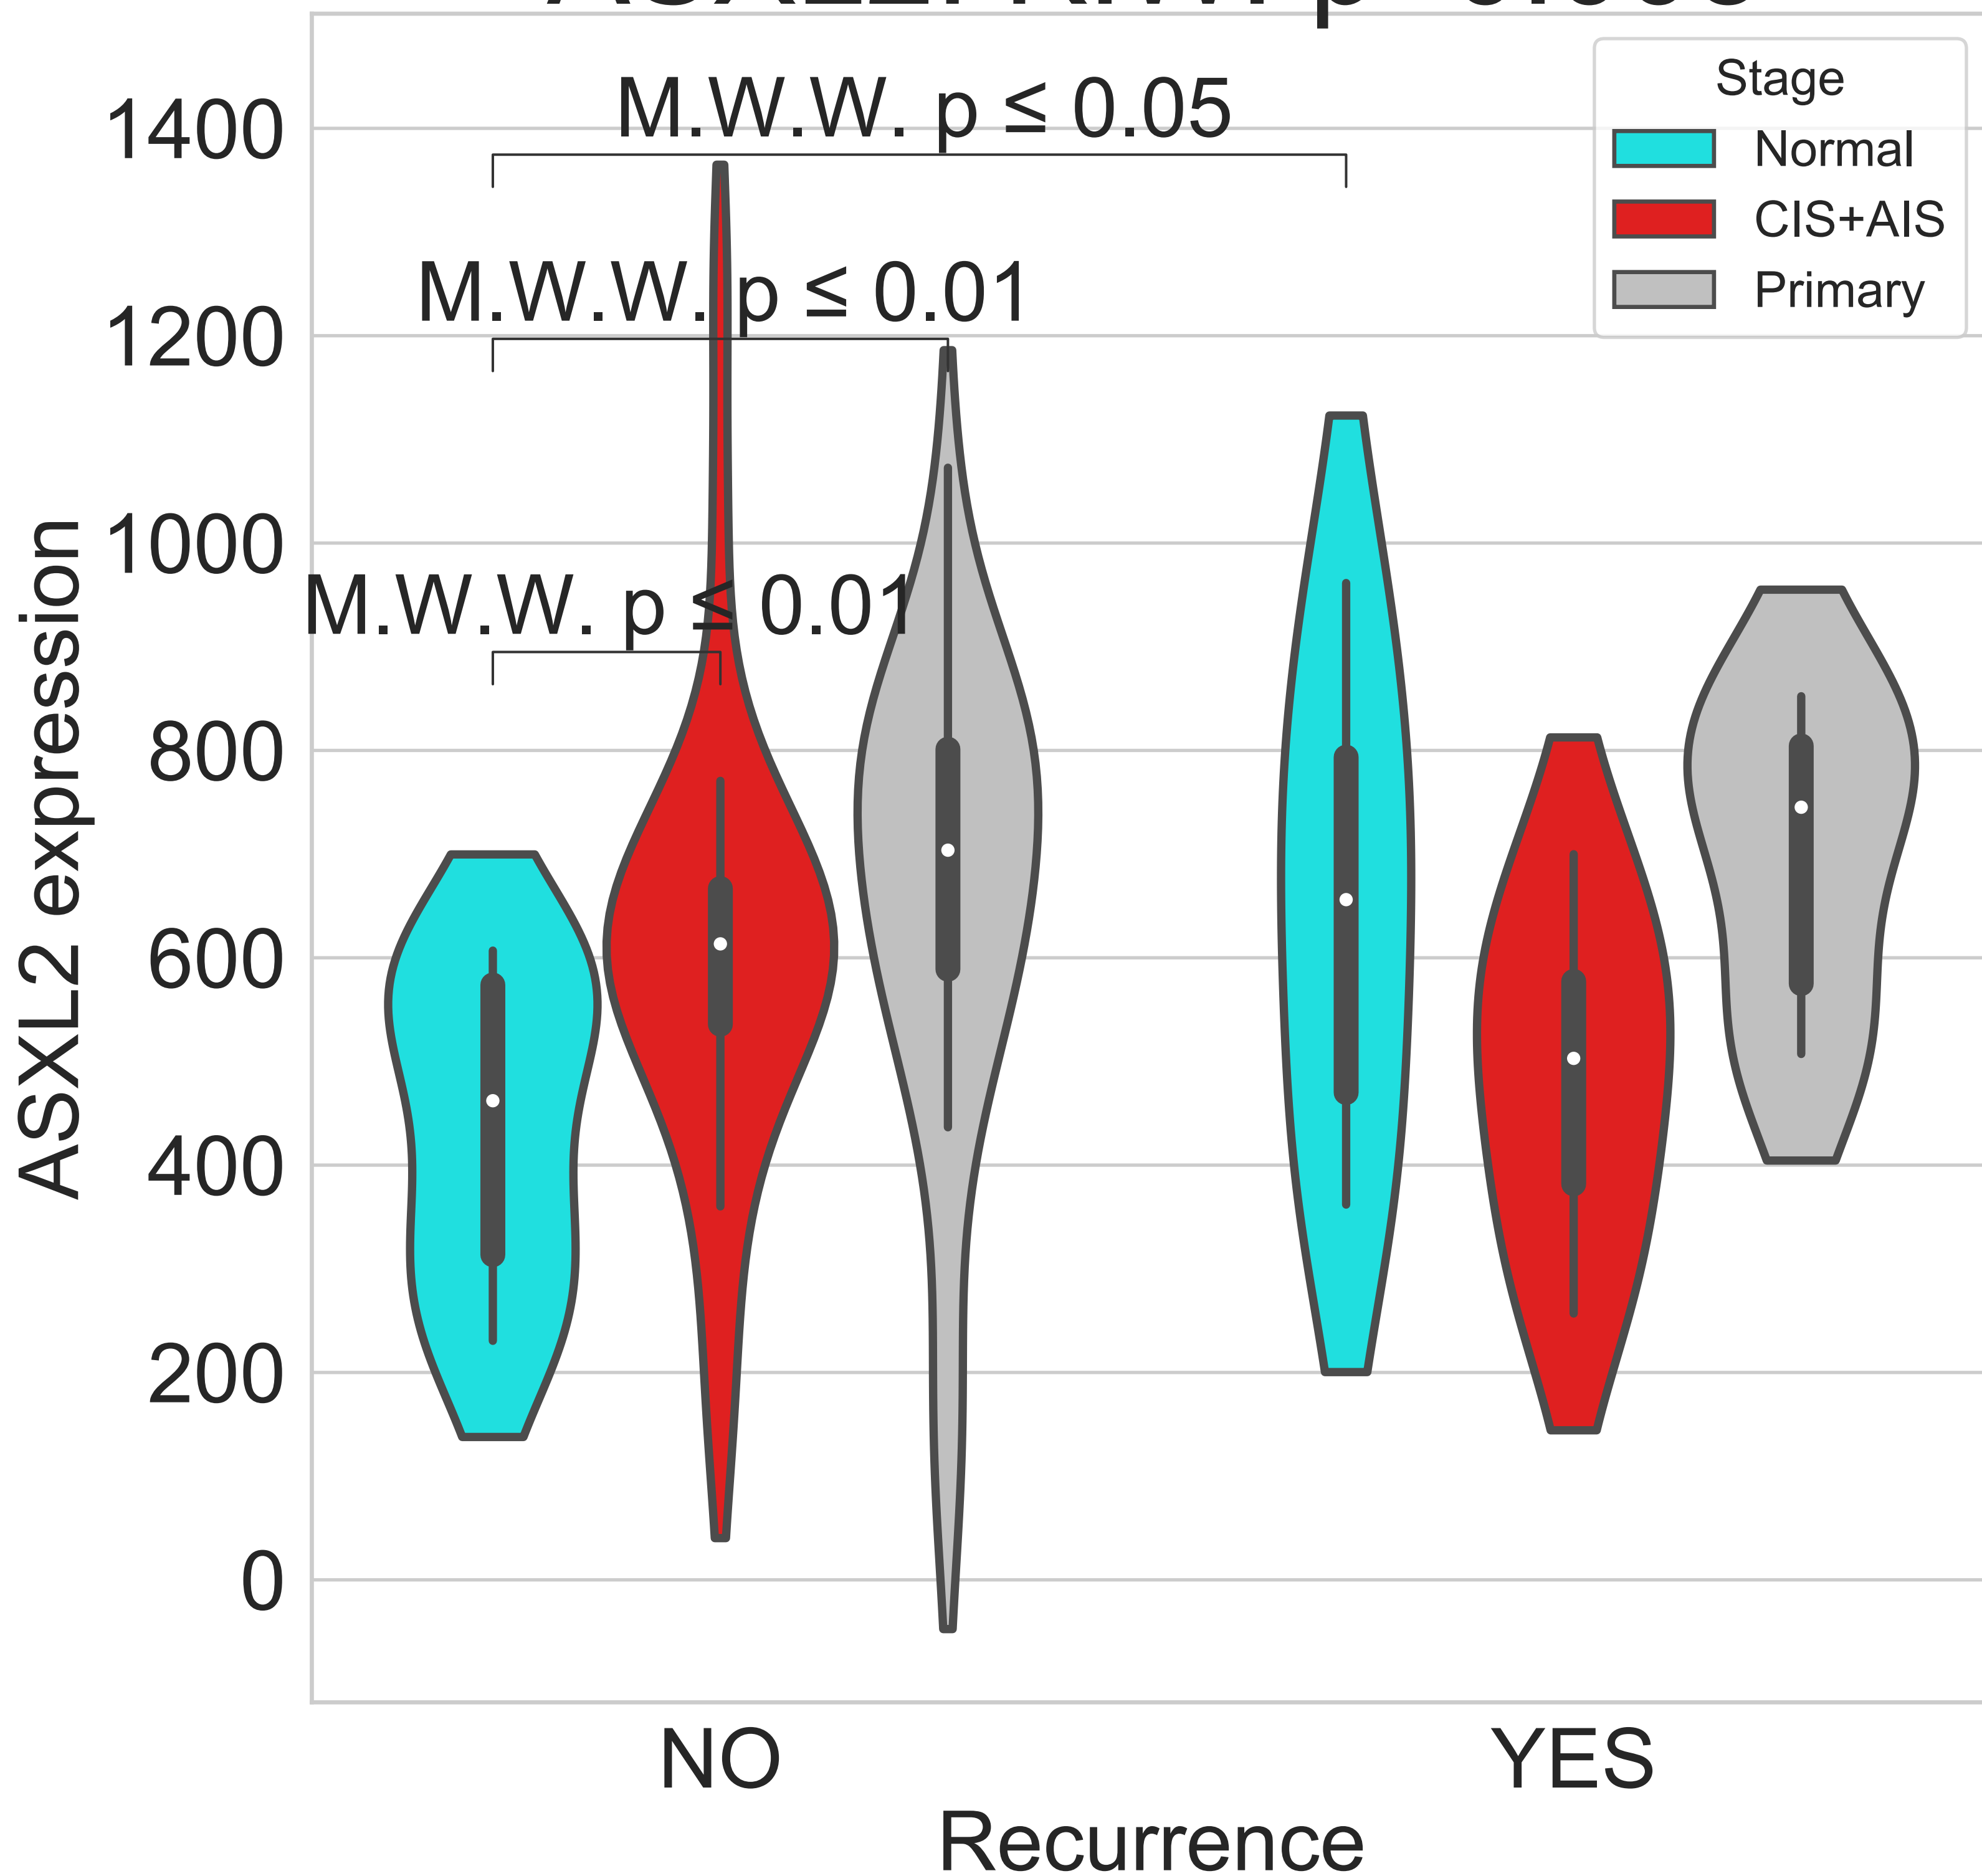 M.W.W. p ≤ 0.05
M.W.W. p ≤ 0.01
M.W.W. p ≤ 0.01
Stage
Normal
CIS+AIS
Primary
1400
1200
1000
800
600
400
200
0
ASXL2 expression
NO
YES
Recurrence